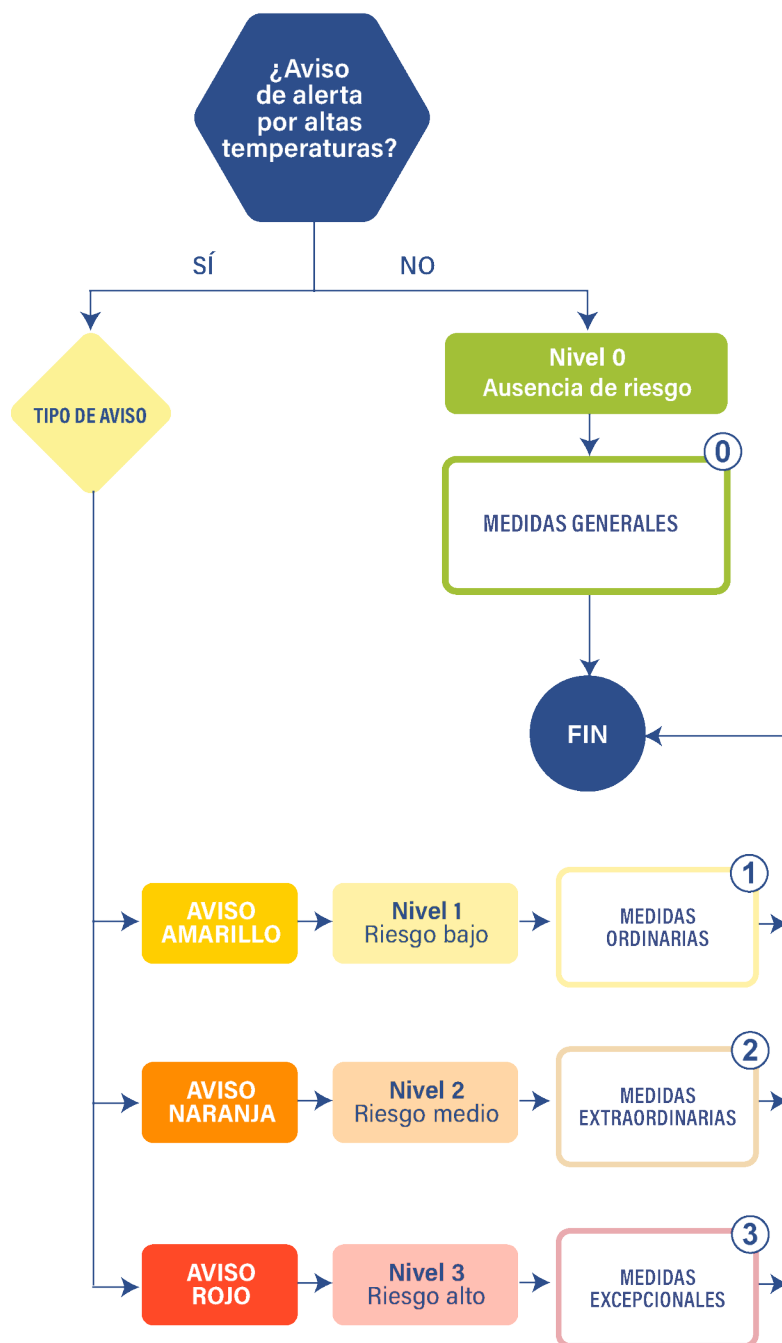 ¿Aviso
de alerta
por altas
temperaturas?
SÍ
NO
TIPO DE AVISO
Nivel 0
Ausencia de riesgo
0
MEDIDAS GENERALES
FIN
AVISO
AMARILLO
Nivel 1
Riesgo bajo
1
MEDIDAS
ORDINARIAS
AVISO
NARANJA
Nivel 2
Riesgo medio
2
MEDIDAS
EXTRAORDINARIAS
AVISO
ROJO
Nivel 3
Riesgo alto
3
MEDIDAS
EXCEPCIONALES